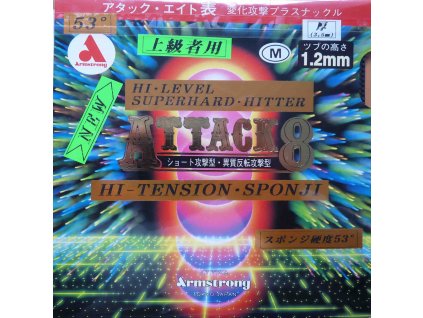 アタック・エイト表 変化攻撃プラスナックル
53°
Armstrong
上級者用
M
ツブの高さ
1.2mm
NEW
HI・LEVEL
SUPERHARD・HITTER
ATTACK8
ショート攻撃型・異質反転攻撃型
HI-TENSION・SPONJI
スポンジ硬度53°
Armstrong